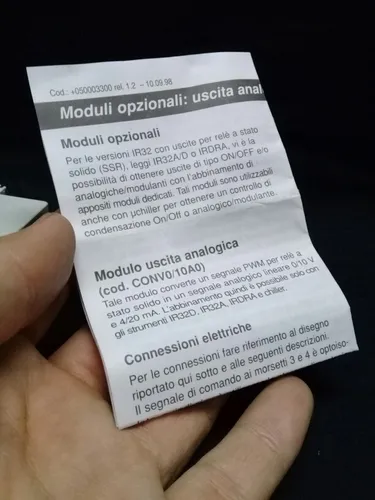 Cod.: +050003300 rel. 1.2 - 10.09.98
Moduli opzionali: uscita anal
Moduli opzionali
Per le versioni IR32 con uscite per relè a stato
solido (SSR), leggi IR32A/D o IRDRA, vi è la
possibilità di ottenere uscite di tipo ON/OFF e/o
analogiche/modulanti con l'abbinamento di
appositi moduli dedicati. Tali moduli sono utilizzabili
anche con µchiller per ottenere un controllo di
condensazione On/Off o analogico/modulante.
Modulo uscita analogica
(cod. CONV0/10A0)
Tale modulo converte un segnale PWM per relè a
stato solido in un segnale analogico lineare 0/10 V
e 4/20 mA. L'abbinamento quindi è possibile solo con
gli strumenti IR32D, IR32A, IRDRA e chiller.
Connessioni elettriche
Per le connessioni fare riferimento al disegno
riportato qui sotto e alle seguenti descrizioni.
Il segnale di comando ai morsetti 3 e 4 è optoiso-